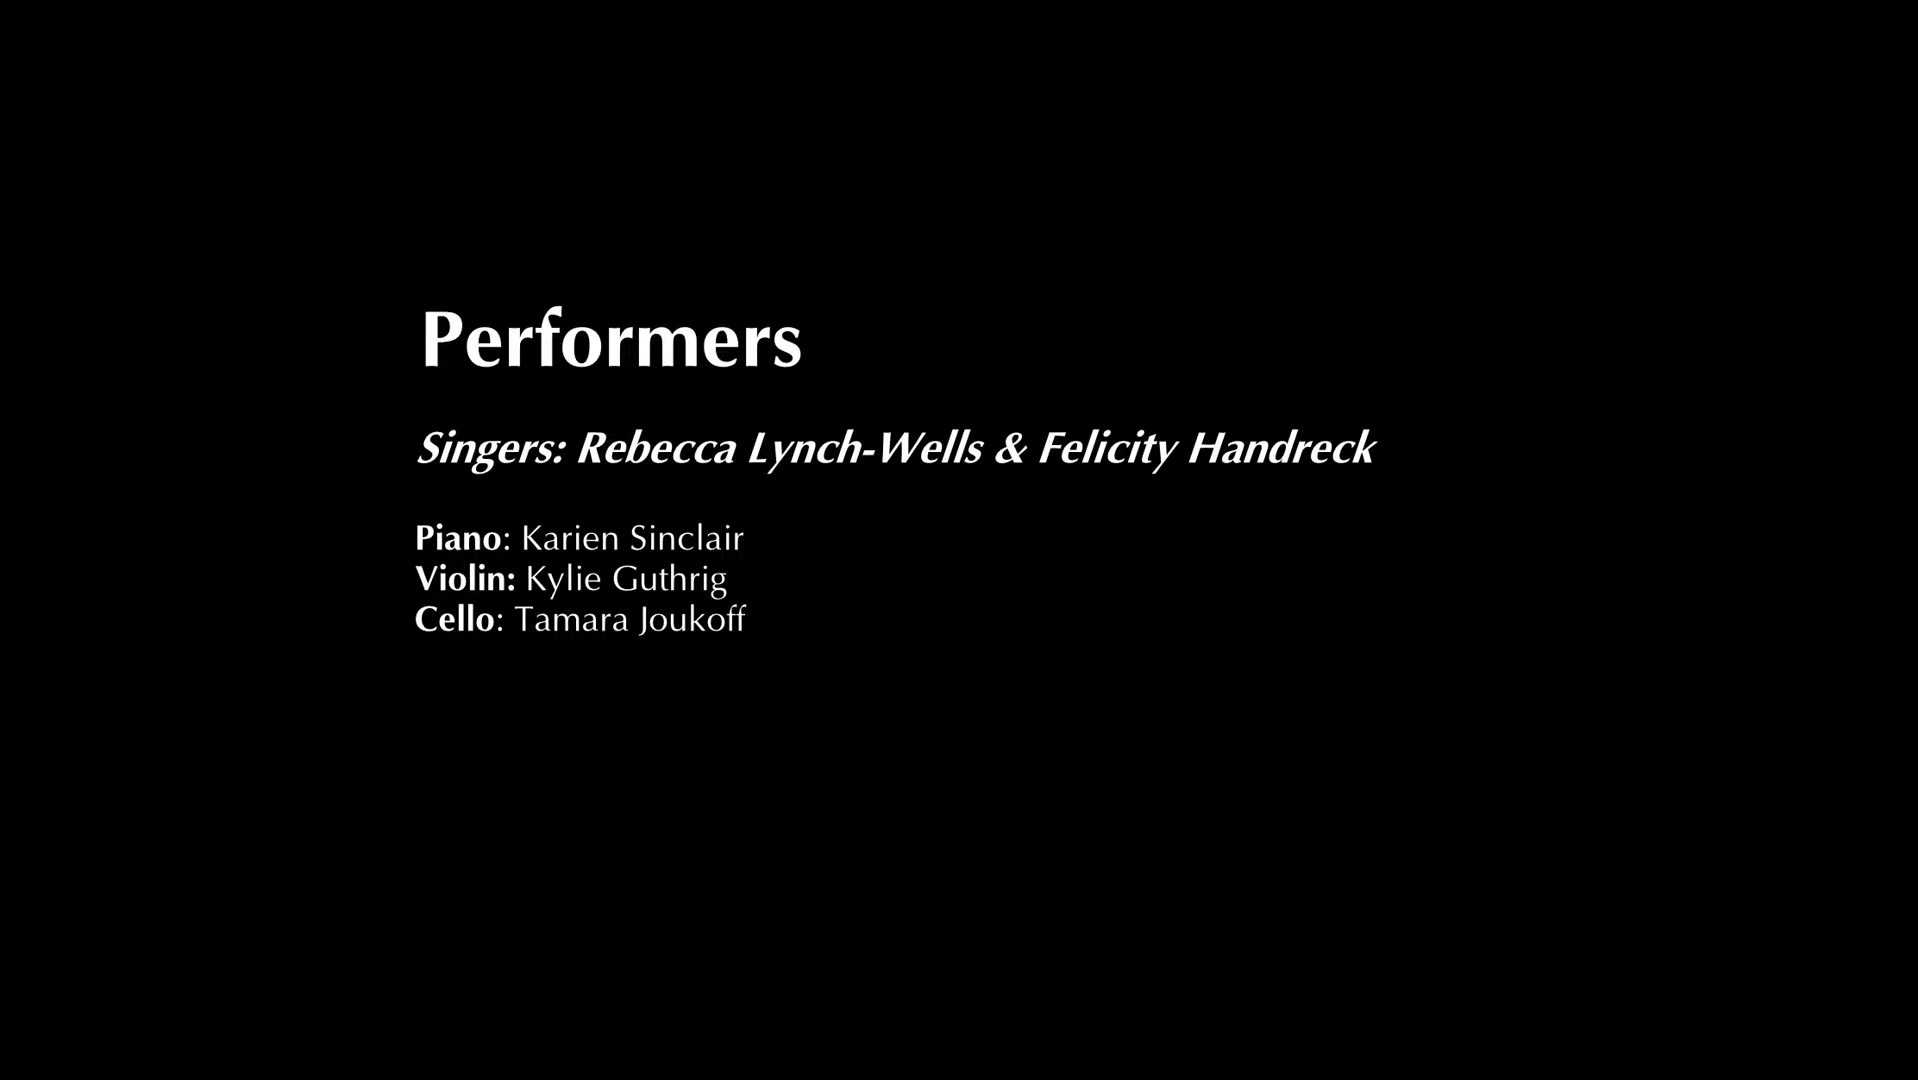 Performers
Singers: Rebecca Lynch-Wells & Felicity Handreck
Piano: Karien Sinclair
Violin: Kylie Guthrig
Cello: Tamara Joukoff